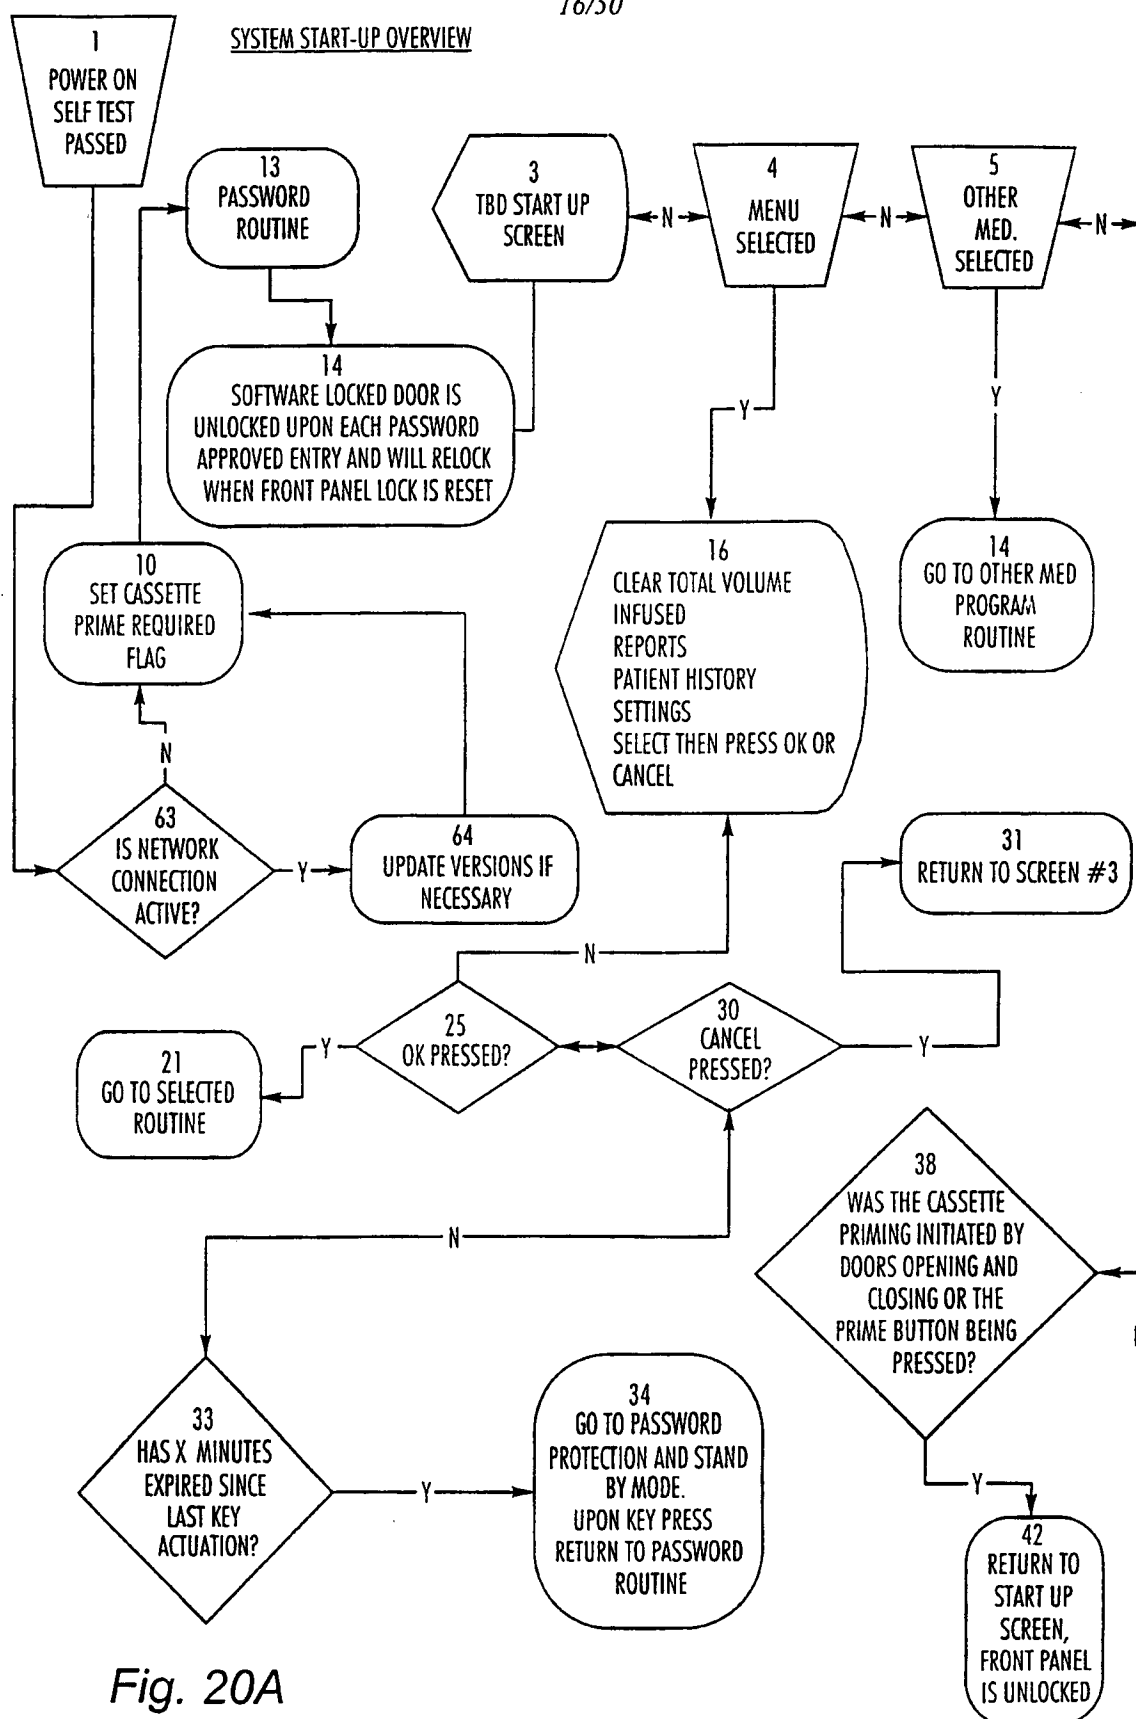 16/50
SYSTEM START-UP OVERVIEW
1
POWER ON
SELF TEST
PASSED
13
PASSWORD
ROUTINE
3
TBD START UP
SCREEN
N
4
MENU
SELECTED
N
5
OTHER
MED.
SELECTED
N
14
SOFTWARE LOCKED DOOR IS
UNLOCKED UPON EACH PASSWORD
APPROVED ENTRY AND WILL RELOCK
WHEN FRONT PANEL LOCK IS RESET
Y
Y
10
SET CASSETTE
PRIME REQUIRED
FLAG
16
CLEAR TOTAL VOLUME
INFUSED
REPORTS
PATIENT HISTORY
SETTINGS
SELECT THEN PRESS OK OR
CANCEL
14
GO TO OTHER MED
PROGRAM
ROUTINE
N
63
IS NETWORK
CONNECTION
ACTIVE?
Y
64
UPDATE VERSIONS IF
NECESSARY
31
RETURN TO SCREEN #3
N
25
OK PRESSED?
Y
30
CANCEL
PRESSED?
Y
21
GO TO SELECTED
ROUTINE
N
38
WAS THE CASSETTE
PRIMING INITIATED BY
DOORS OPENING AND
CLOSING OR THE
PRIME BUTTON BEING
PRESSED?
33
HAS X MINUTES
EXPIRED SINCE
LAST KEY
ACTUATION?
Y
34
GO TO PASSWORD
PROTECTION AND STAND
BY MODE.
UPON KEY PRESS
RETURN TO PASSWORD
ROUTINE
Y
42
RETURN TO
START UP
SCREEN,
FRONT PANEL
IS UNLOCKED
Fig. 20A